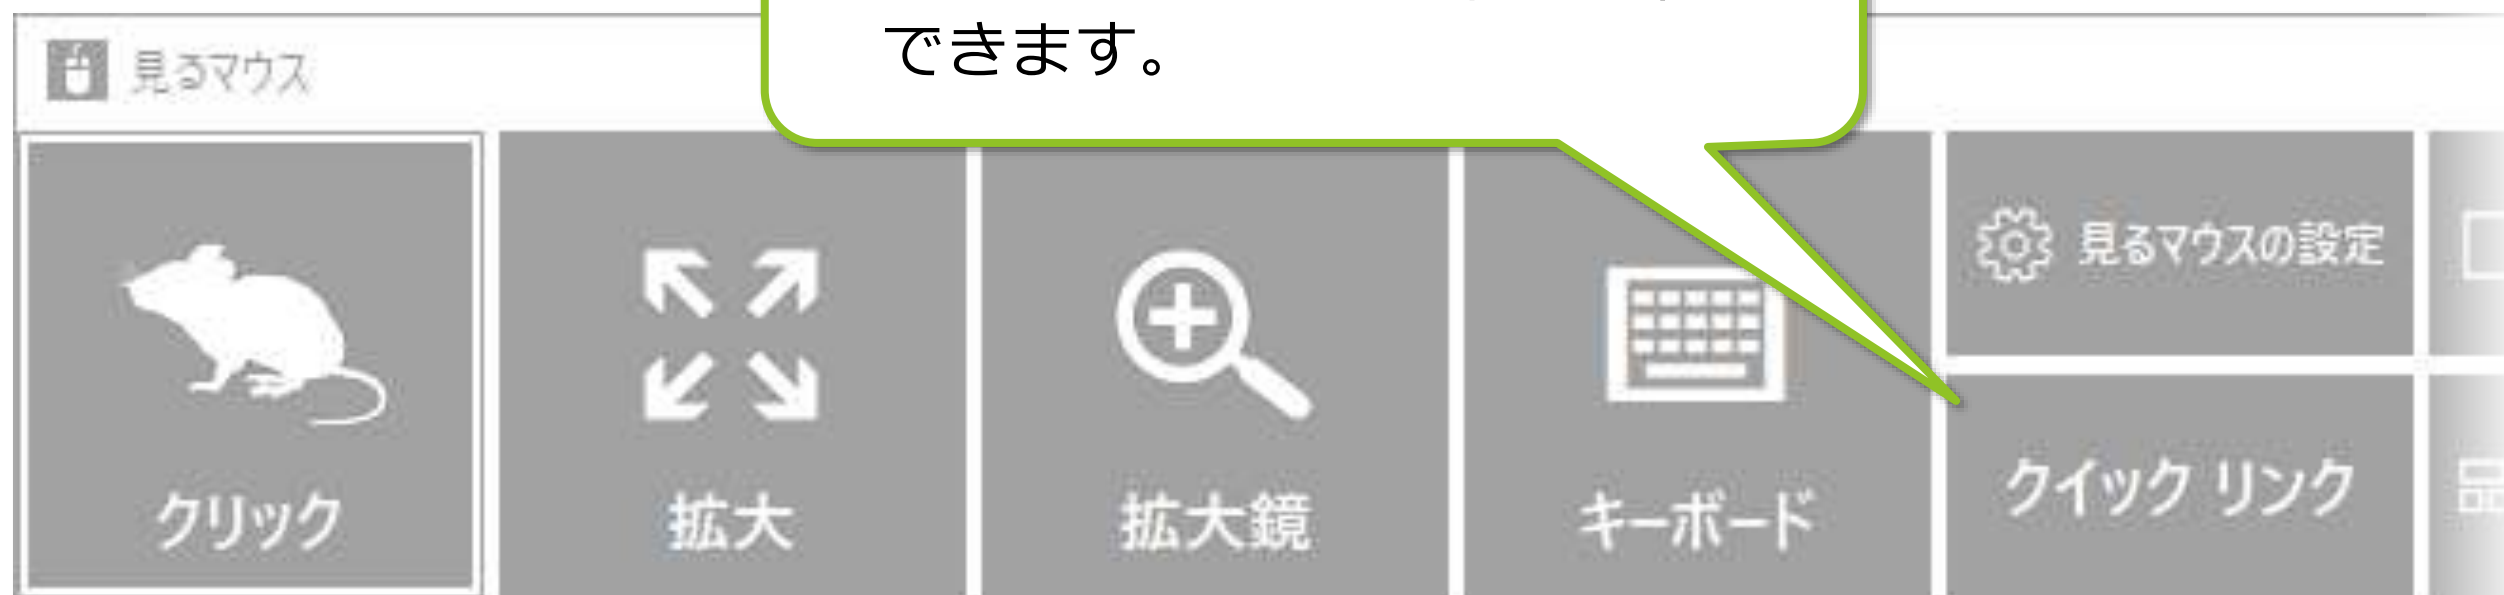 できます。
見るマウス
見るマウスの設定
クリック
拡大
拡大鏡
キーボード
クイック リンク